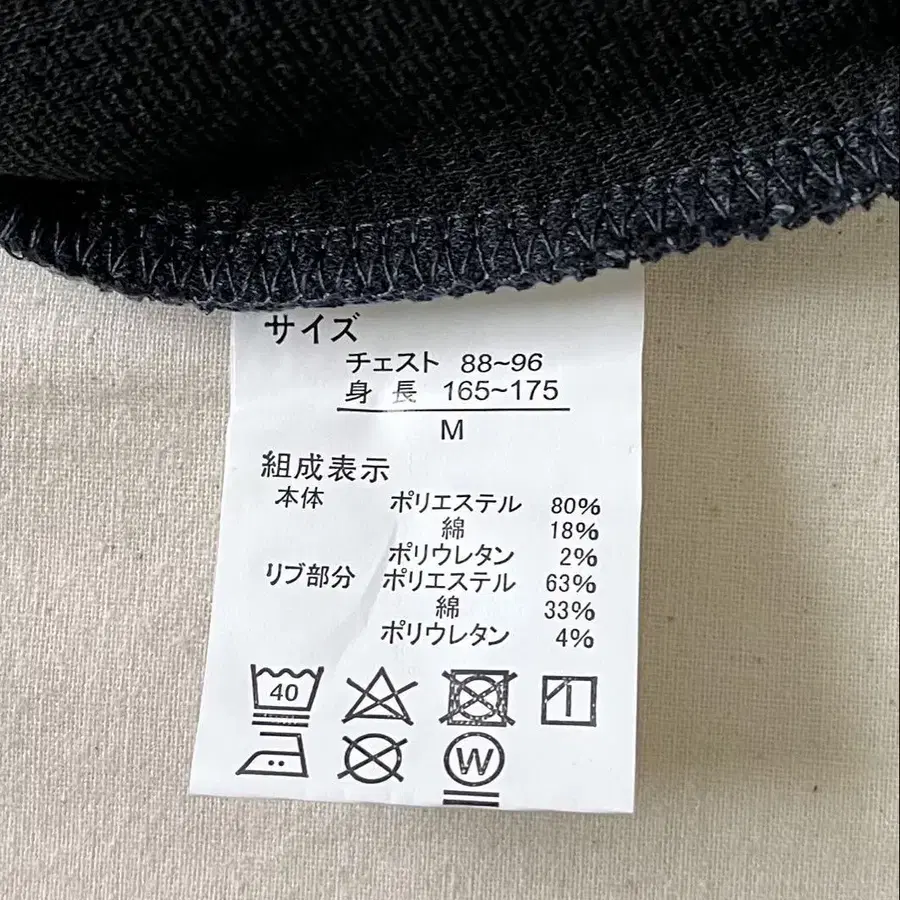 サイズ
チェスト 88~96
身長 165~175
M
組成表示
本体 ポリエステル 80%
綿 18%
ポリウレタン 2%
リブ部分 ポリエステル 63%
綿 33%
ポリウレタン 4%
40
W